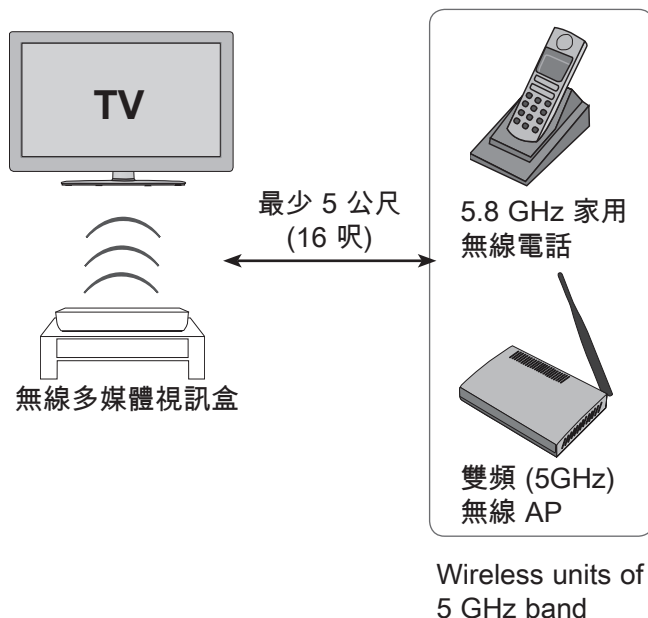 TV
無線多媒體視訊盒
最少 5 公尺
(16 呎)
5.8 GHz 家用
無線電話
雙頻 (5GHz)
無線 AP
Wireless units of
5 GHz band